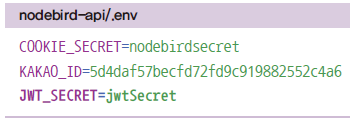 nodebird-api/.env
COOKIE_SECRET=nodebirdsecret
KAKAO_ID=5d4daf57becfd72fd9c919882552c4a6
JWT_SECRET=jwtSecret